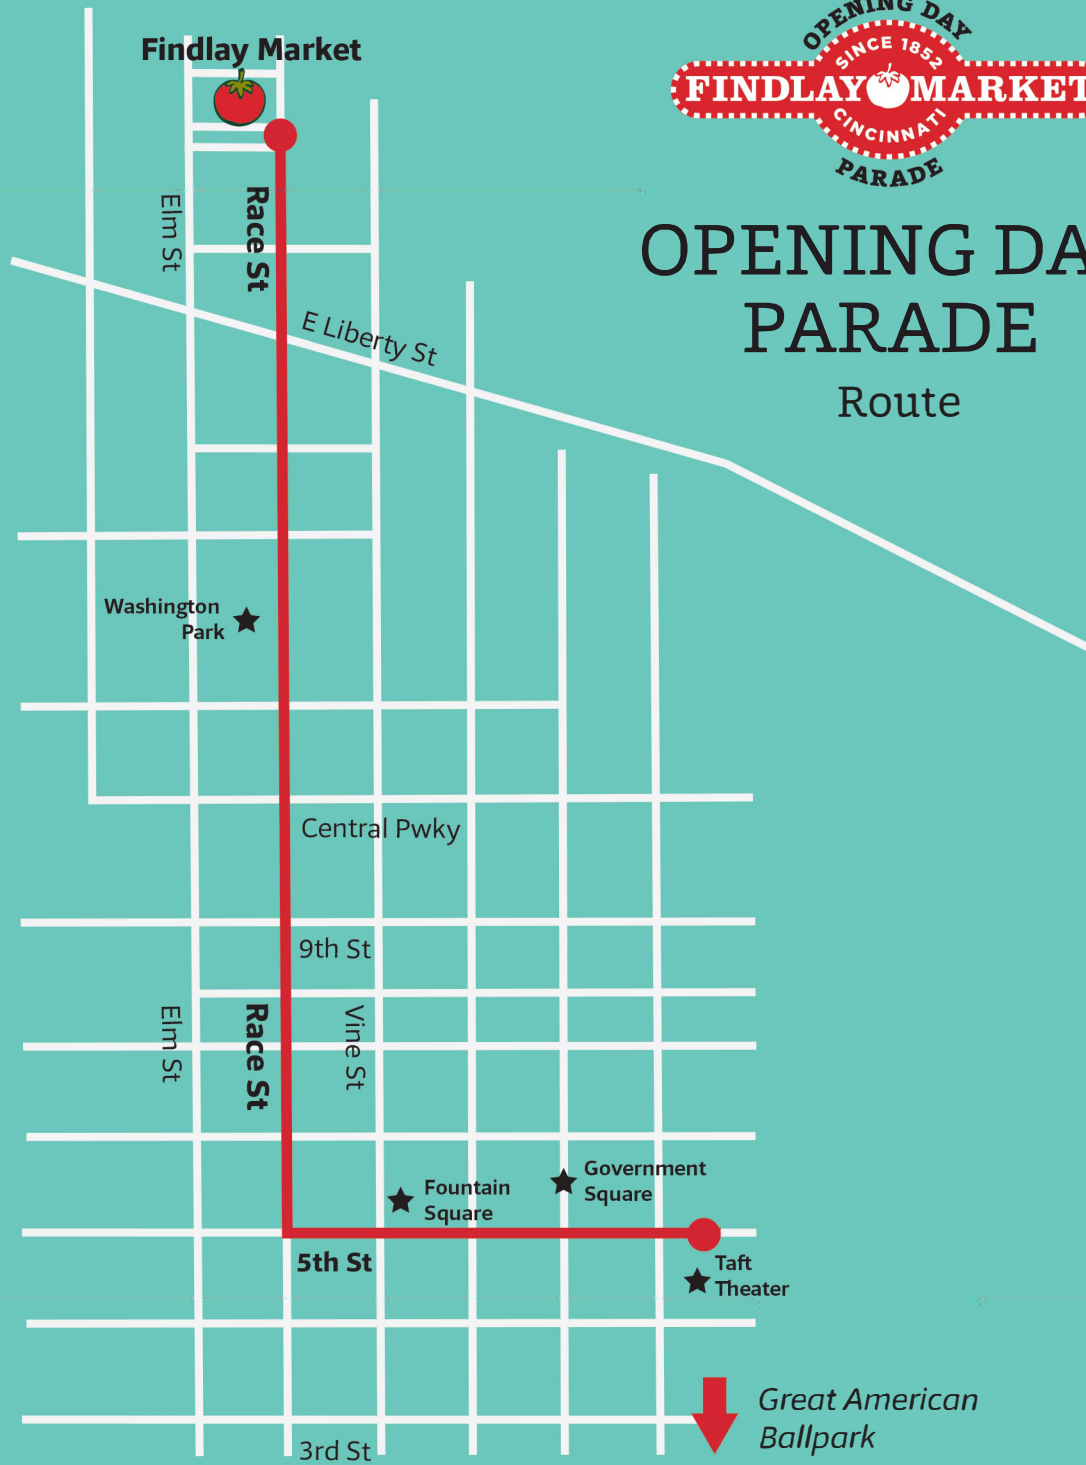 Findlay Market
OPENING DAY
SINCE 1852
FINDLAY MARKET
CINCINNATI
PARADE
OPENING DA
PARADE
Route
Elm St
Race St
E Liberty St
Washington
Park
Central Pwky
9th St
Elm St
Race St
Vine St
Government
Square
Fountain
Square
5th St
Taft
Theater
Great American
Ballpark
3rd St